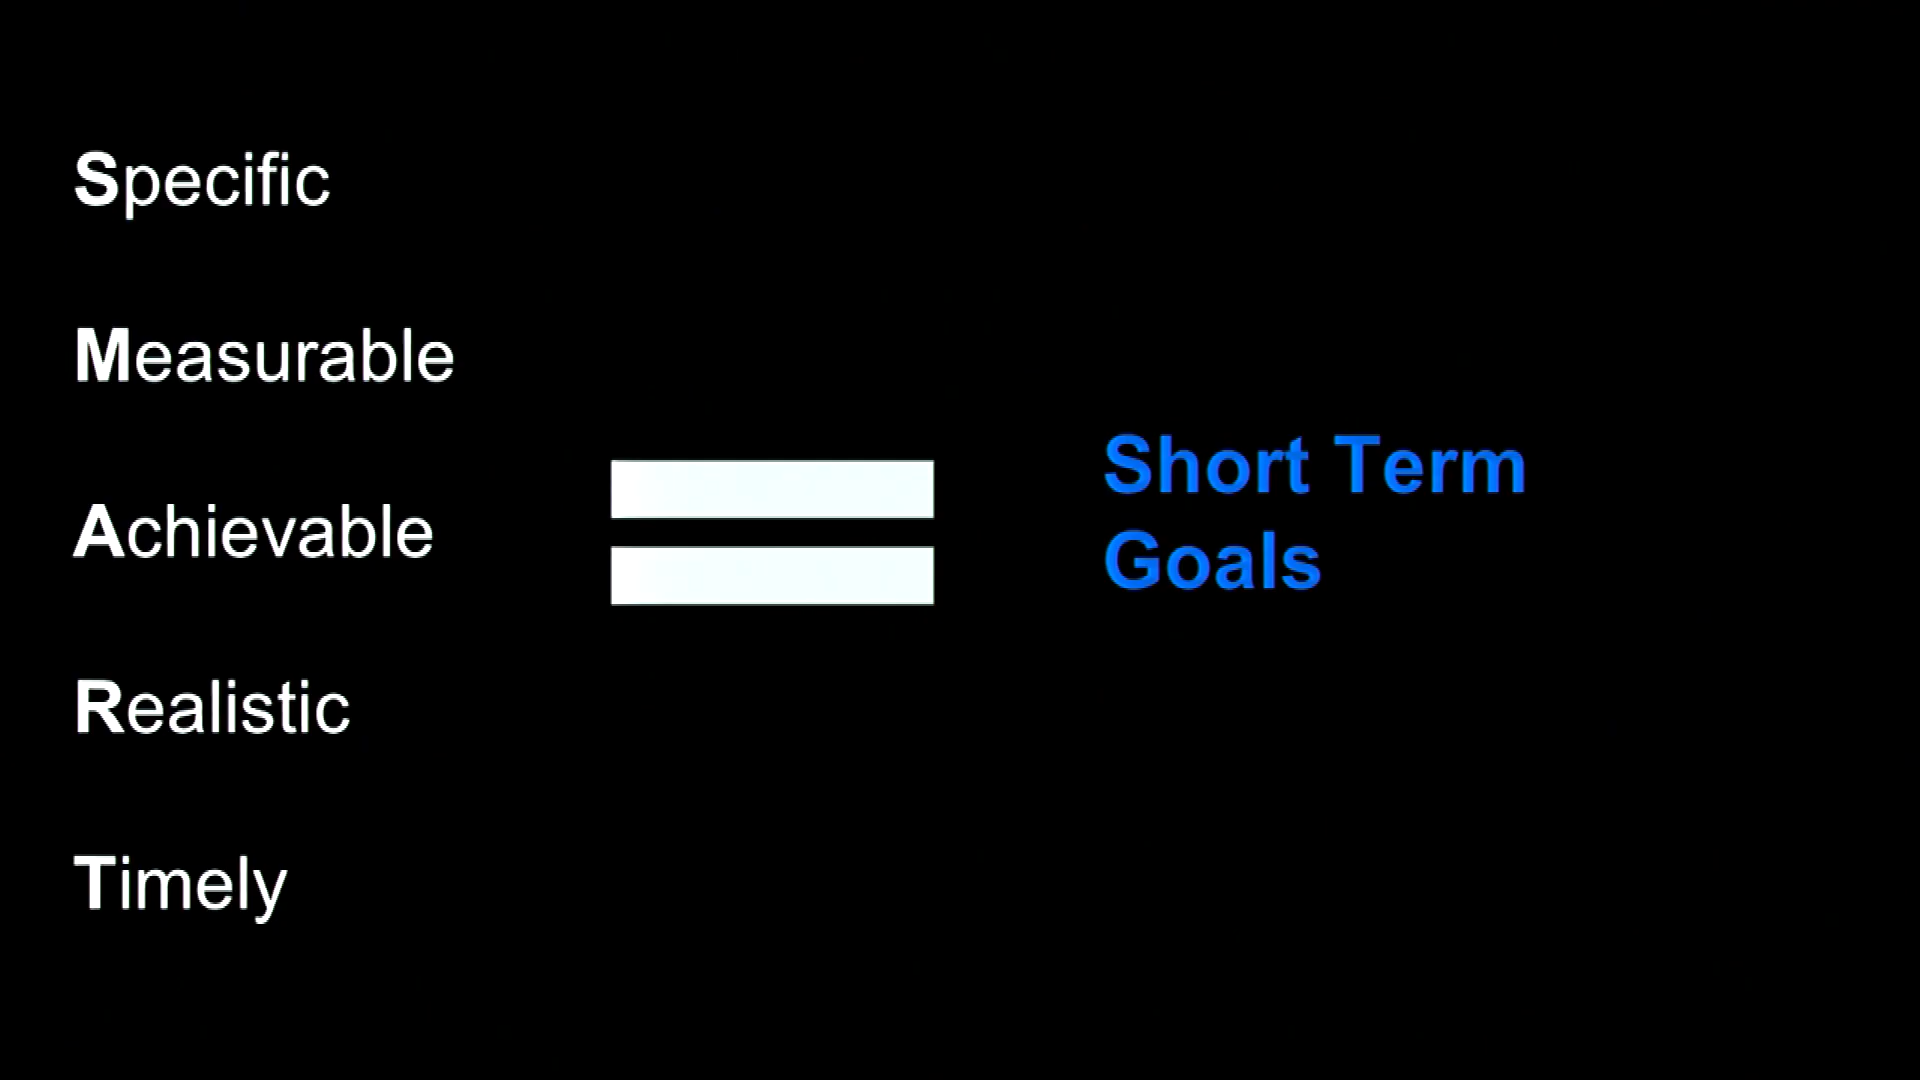 Specific
Measurable
Achievable
Realistic
Timely
Short Term
Goals